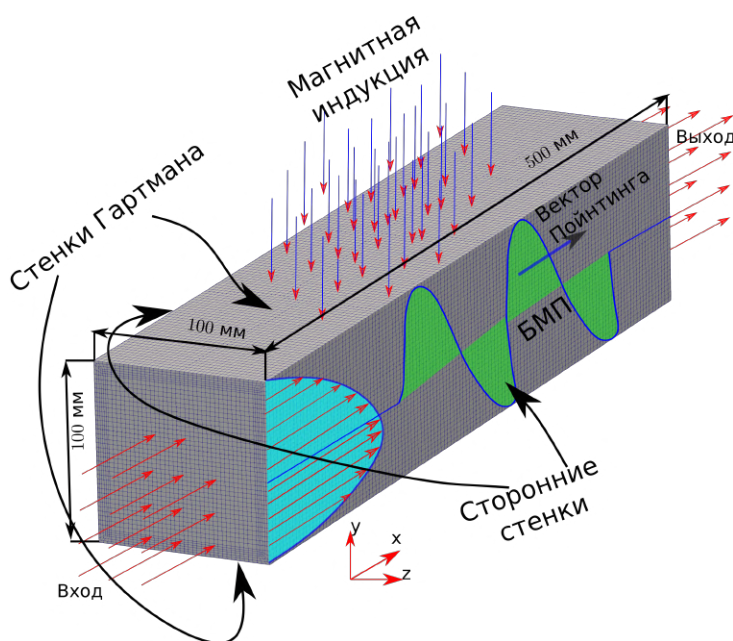 Магнитная
индукция
Выход
500 мм
Вектор
Пойнтинга
Стенки Гартмана
100 мм
БМП
100 мм
Сторонние
стенки
y
x
z
Вход